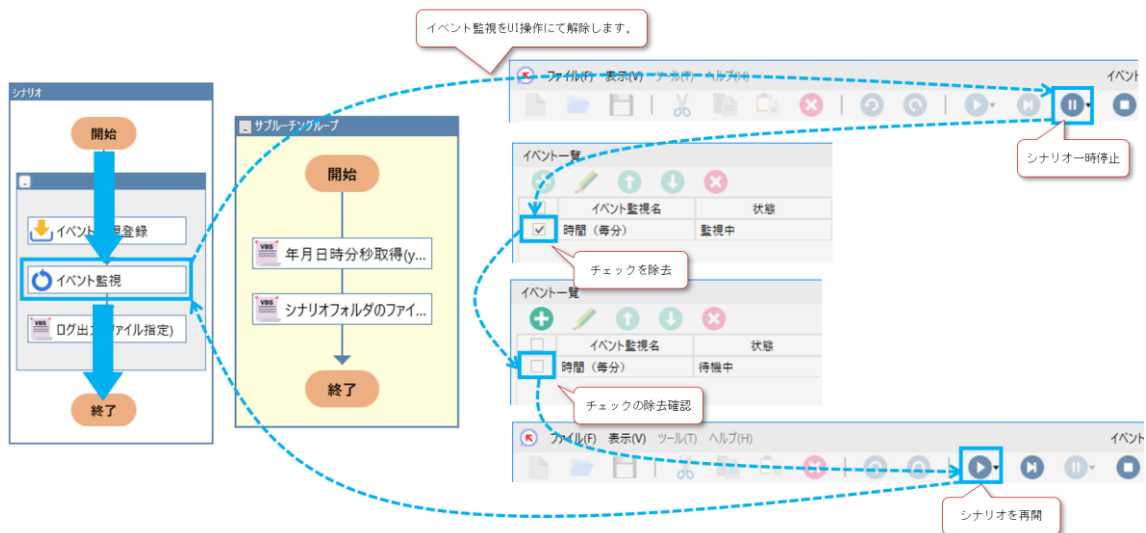 イベント監視をUI操作にて解除します。
ファイル(F) 表示(V) ツール(T) ヘルプ(H)
イベント
シナリオ一時停止
シナリオ
開始
イベント
登録
イベント監視
ログ出
イル指定)
終了
サブルーチングループ
開始
VBS 年月日時分秒取得(y...
VBS シナリオフォルダのファイ...
終了
イベント一覧
イベント監視名 状態
時間（毎分） 監視中
チェックを除去
イベント一覧
イベント監視名 状態
時間（毎分） 待機中
チェックの除去確認
ファイル(F) 表示(V) ツール(T) ヘルプ(H)
イベント
シナリオを再開